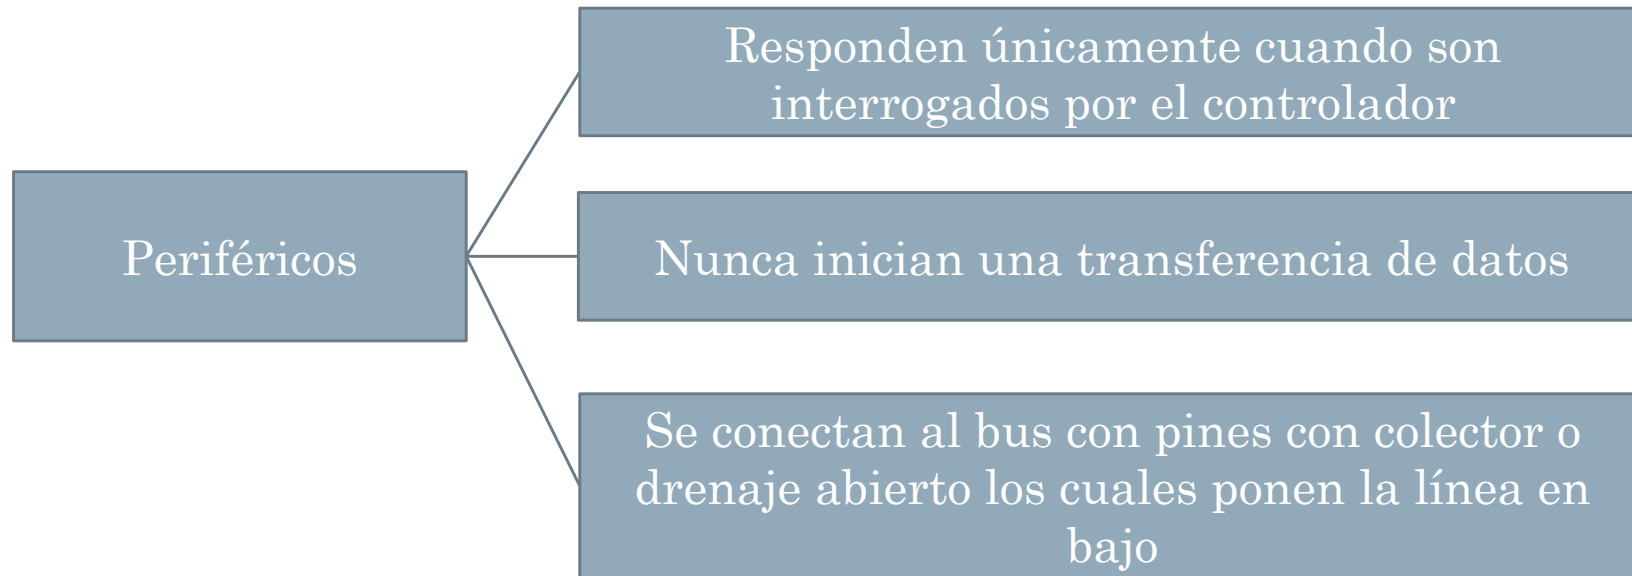 Periféricos
Responden únicamente cuando son
interrogados por el controlador
Nunca inician una transferencia de datos
Se conectan al bus con pines con colector o
drenaje abierto los cuales ponen la línea en
bajo